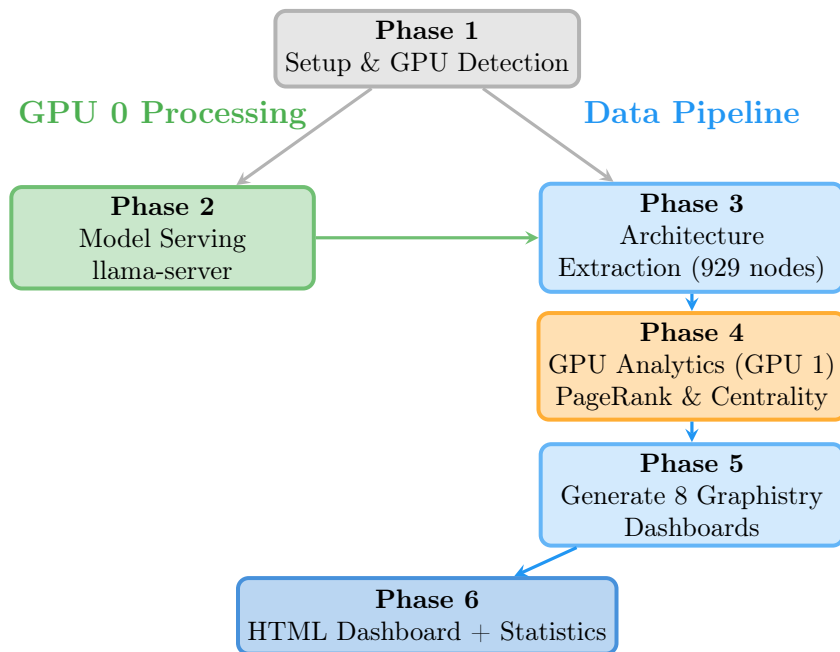 Phase 1
Setup & GPU Detection
GPU 0 Processing
Data Pipeline
Phase 2
Model Serving
llama-server
Phase 3
Architecture
Extraction (929 nodes)
Phase 4
GPU Analytics (GPU 1)
PageRank & Centrality
Phase 5
Generate 8 Graphistry
Dashboards
Phase 6
HTML Dashboard + Statistics